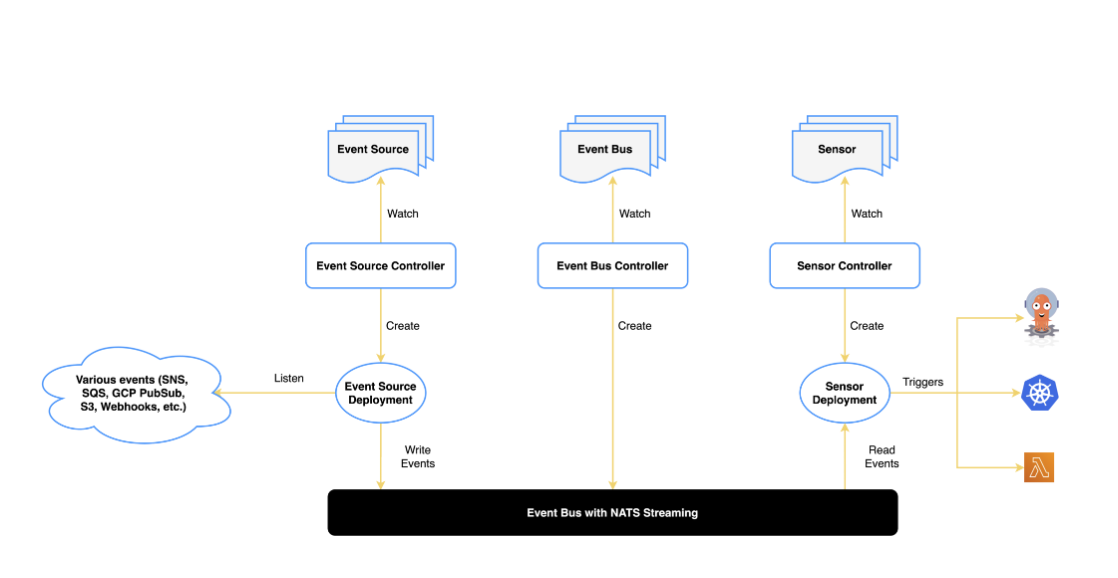 Event Source
Event Bus
Sensor
Watch
Watch
Watch
Event Source Controller
Event Bus Controller
Sensor Controller
Create
Create
Create
Various events (SNS,
SQS, GCP PubSub,
S3, Webhooks, etc.)
Listen
Event Source
Deployment
Sensor
Deployment
Triggers
Write
Events
Read
Events
Event Bus with NATS Streaming